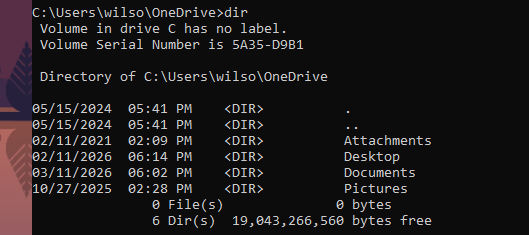 C:\Users\wilso\OneDrive>dir
 Volume in drive C has no label.
 Volume Serial Number is 5A35-D9B1
 Directory of C:\Users\wilso\OneDrive
05/15/2024  05:41 PM    <DIR>          .
05/15/2024  05:41 PM    <DIR>          ..
02/11/2021  02:09 PM    <DIR>          Attachments
02/11/2026  06:14 PM    <DIR>          Desktop
03/11/2026  06:02 PM    <DIR>          Documents
10/27/2025  02:28 PM    <DIR>          Pictures
               0 File(s)              0 bytes
               6 Dir(s)  19,043,266,560 bytes free